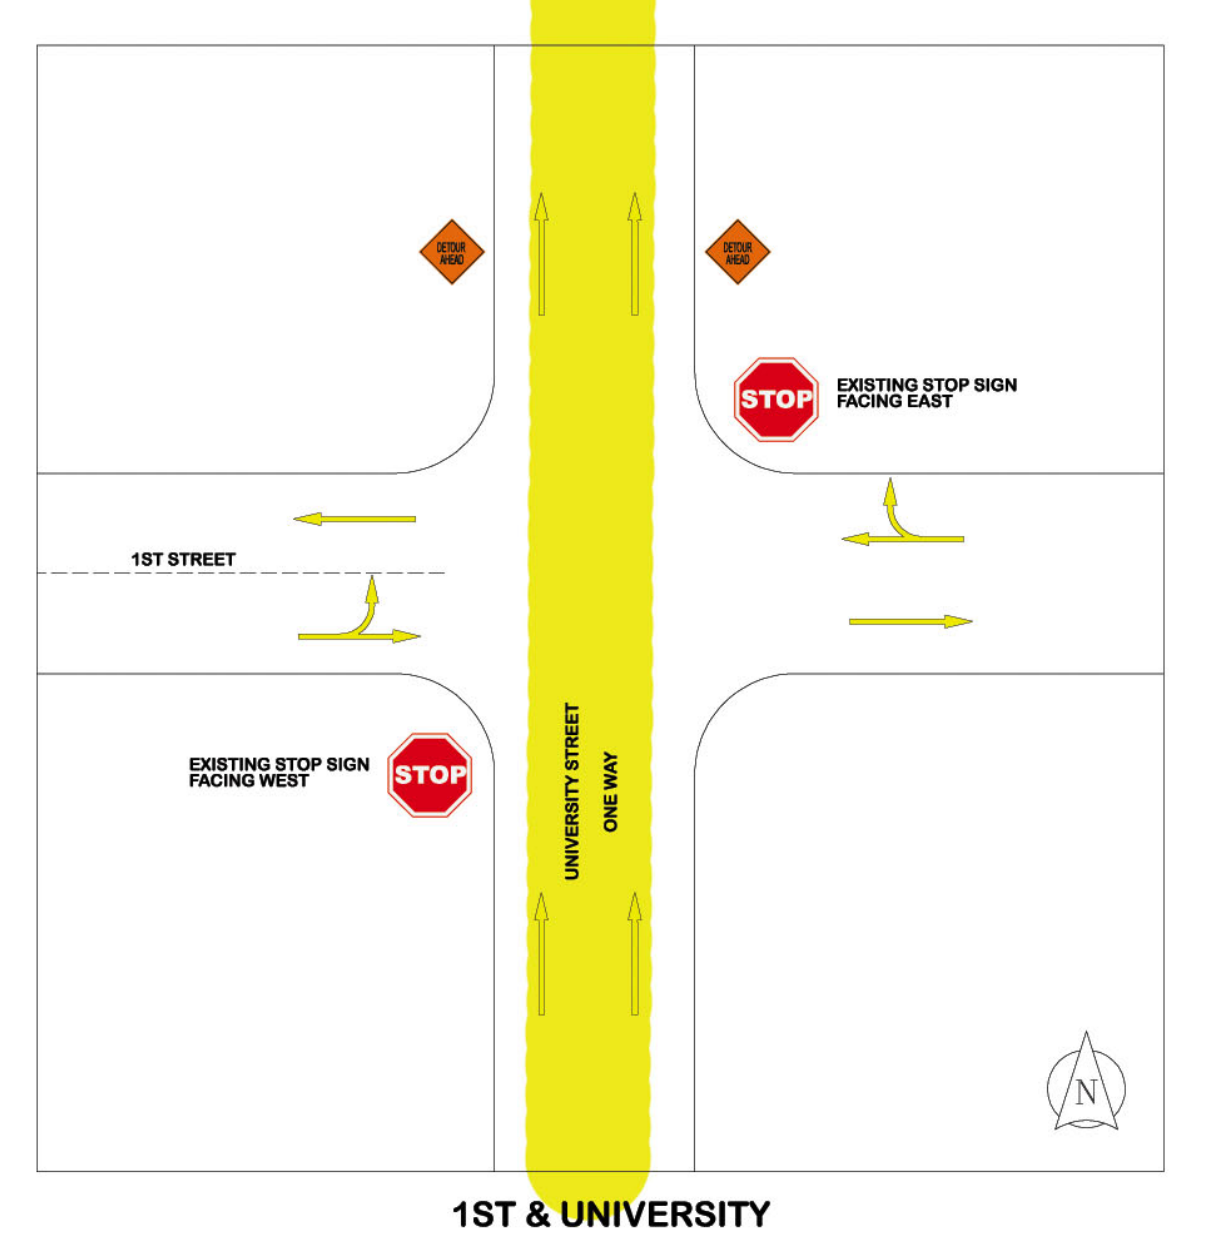 DETOUR
AHEAD
DETOUR
AHEAD
STOP
EXISTING STOP SIGN
FACING EAST
1ST STREET
EXISTING STOP SIGN
FACING WEST
STOP
UNIVERSITY STREET
ONE WAY
N
1ST & UNIVERSITY